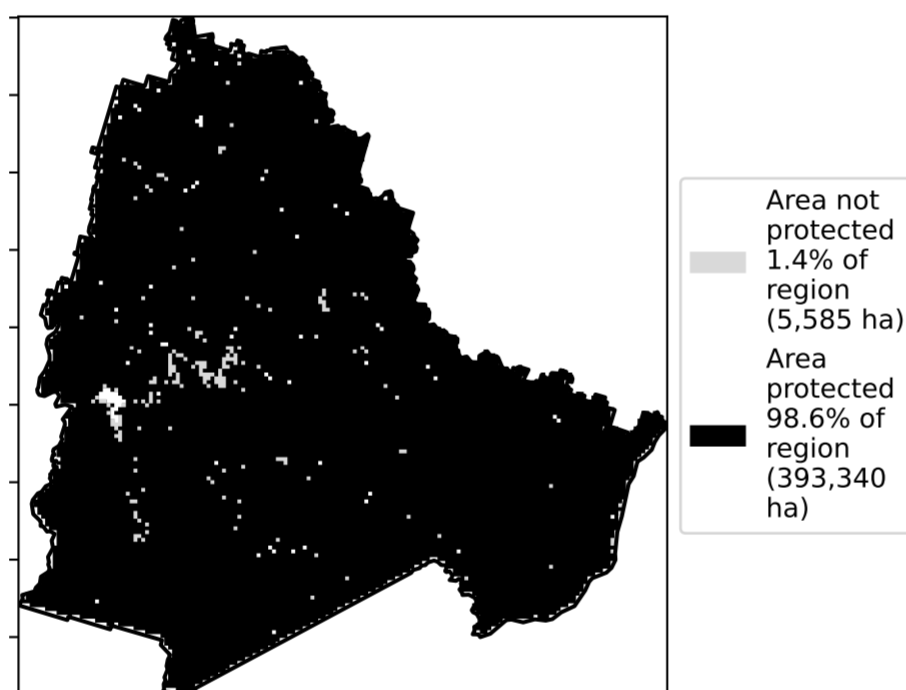 Area not
protected
1.4% of
region
(5,585 ha)
Area
protected
98.6% of
region
(393,340
ha)